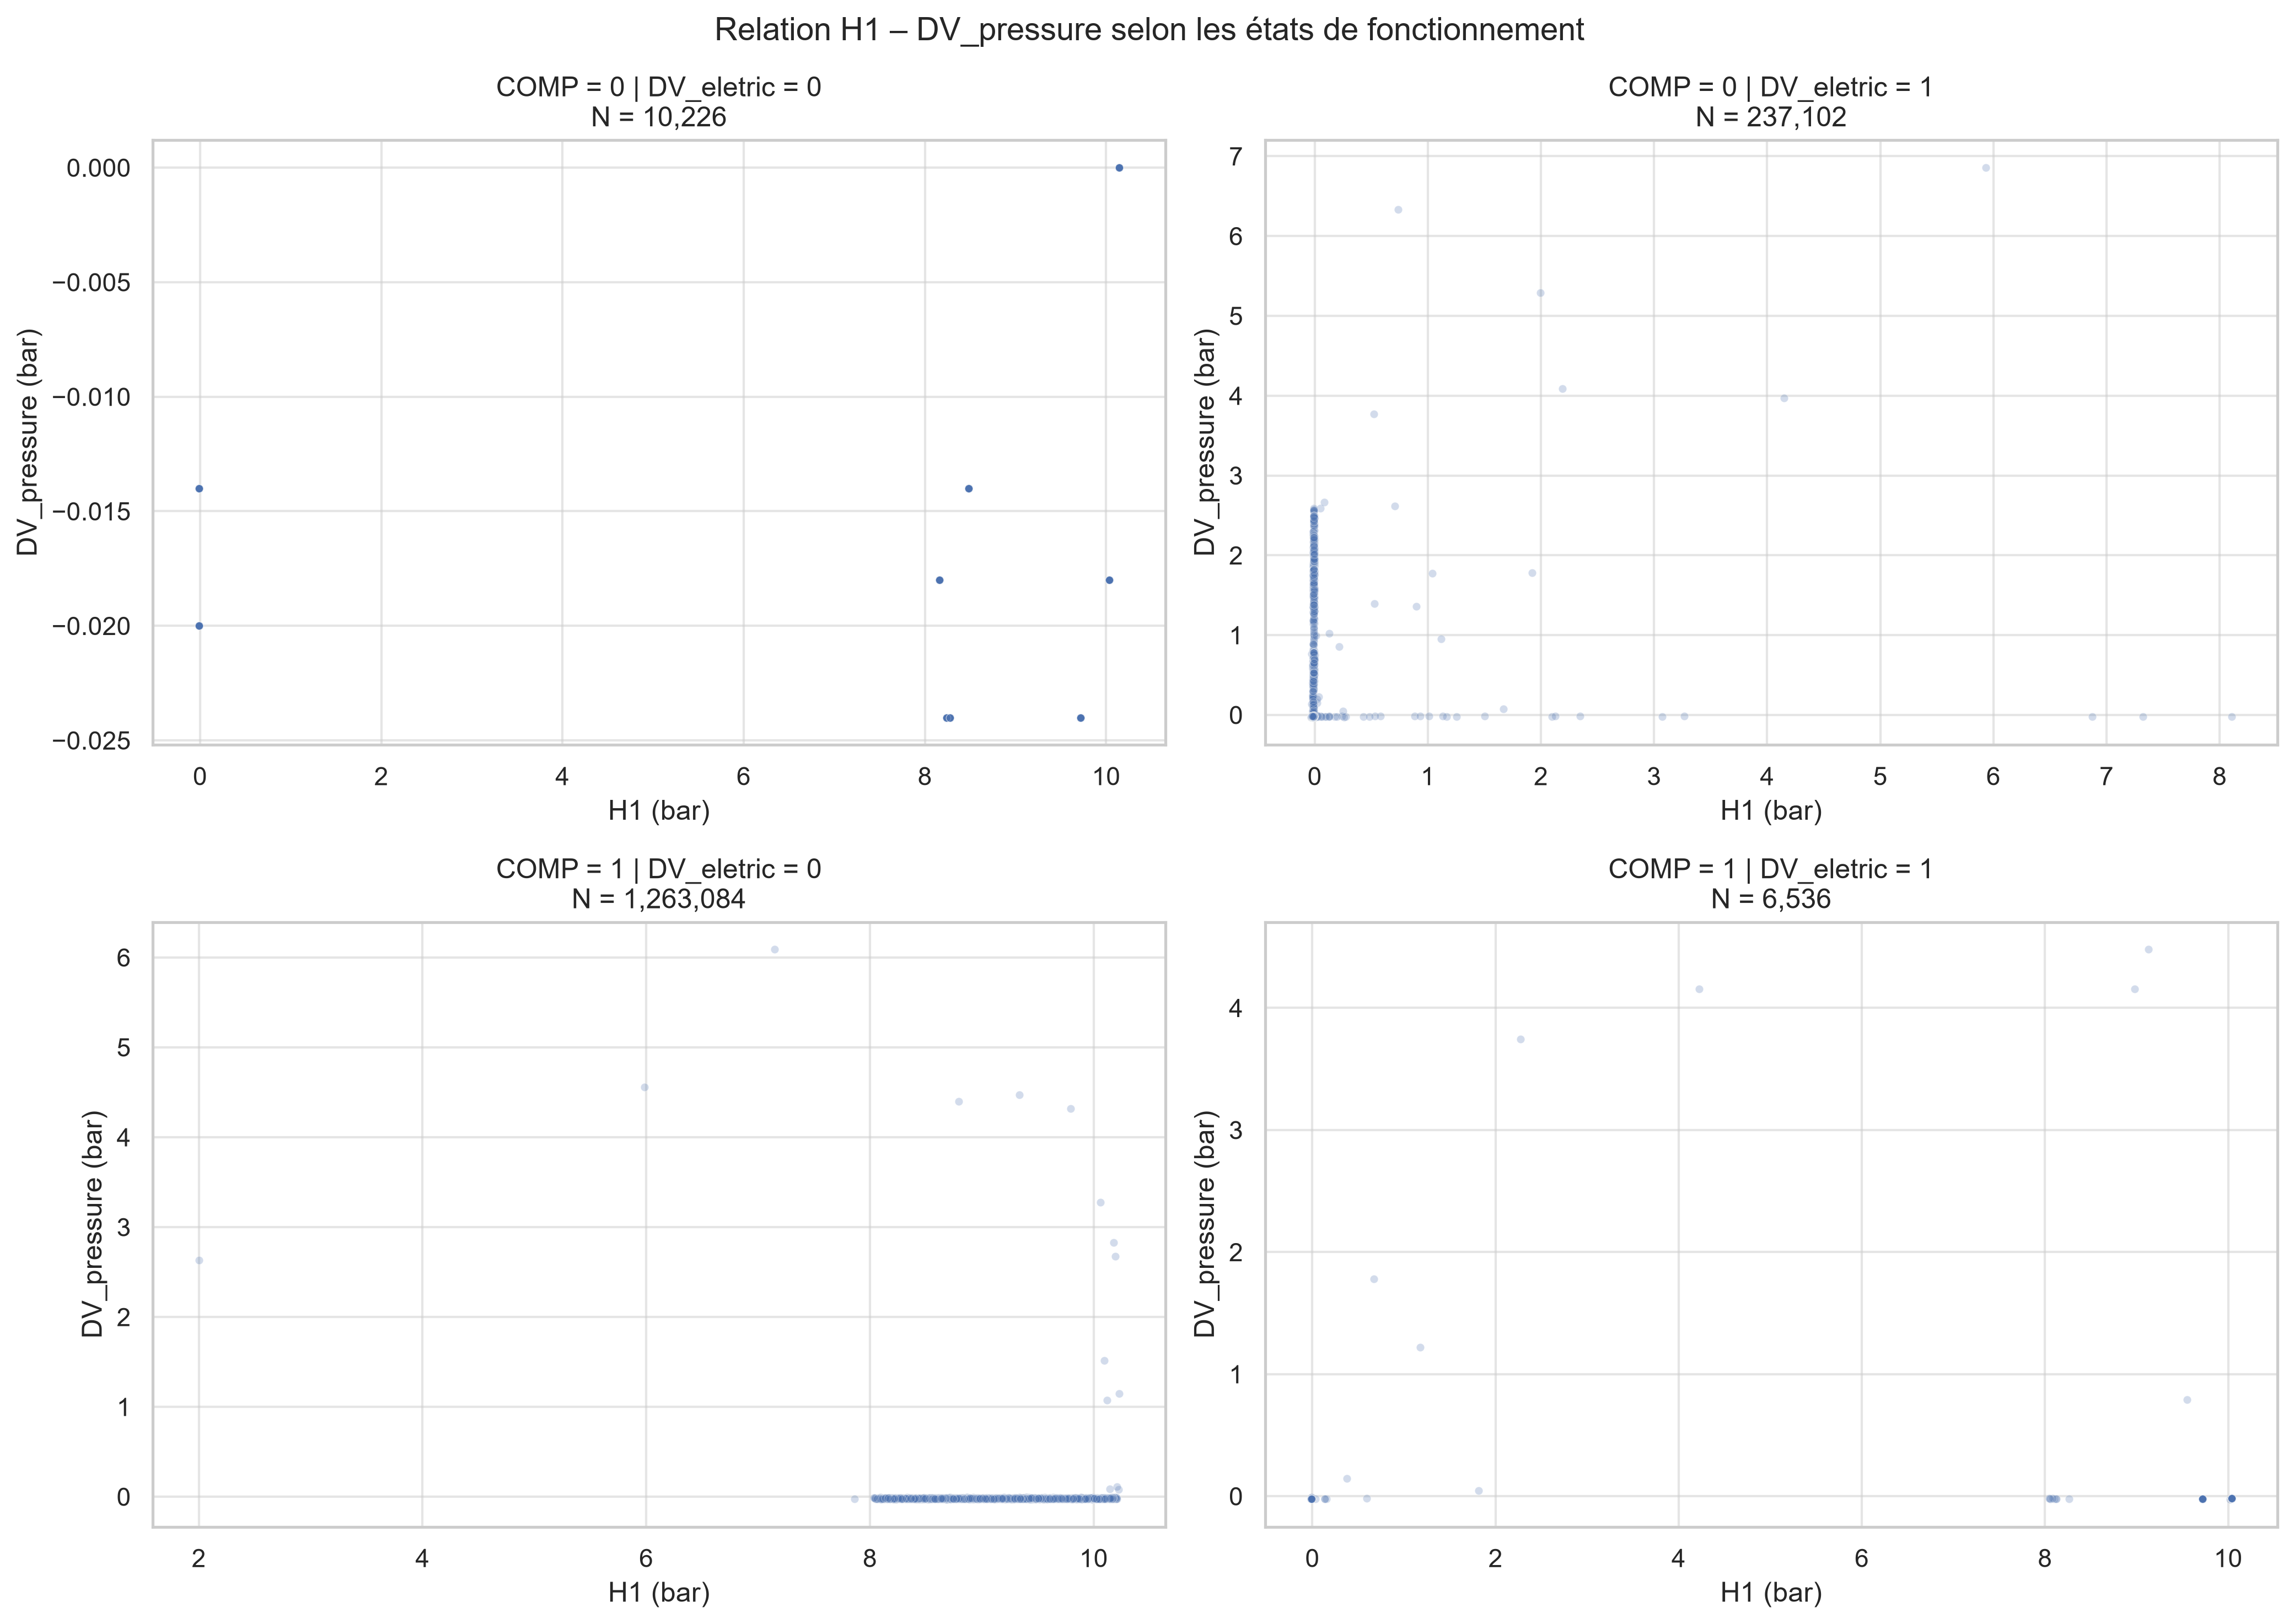 Relation H1 – DV_pressure selon les états de fonctionnement
COMP = 0 | DV_eletric = 0
N = 10,226
0.000
−0.005
−0.010
−0.015
−0.020
−0.025
DV_pressure (bar)
0 2 4 6 8 10
H1 (bar)
COMP = 0 | DV_eletric = 1
N = 237,102
7
6
5
4
3
2
1
0
DV_pressure (bar)
0 1 2 3 4 5 6 7 8
H1 (bar)
COMP = 1 | DV_eletric = 0
N = 1,263,084
6
5
4
3
2
1
0
DV_pressure (bar)
2 4 6 8 10
H1 (bar)
COMP = 1 | DV_eletric = 1
N = 6,536
4
3
2
1
0
DV_pressure (bar)
0 2 4 6 8 10
H1 (bar)